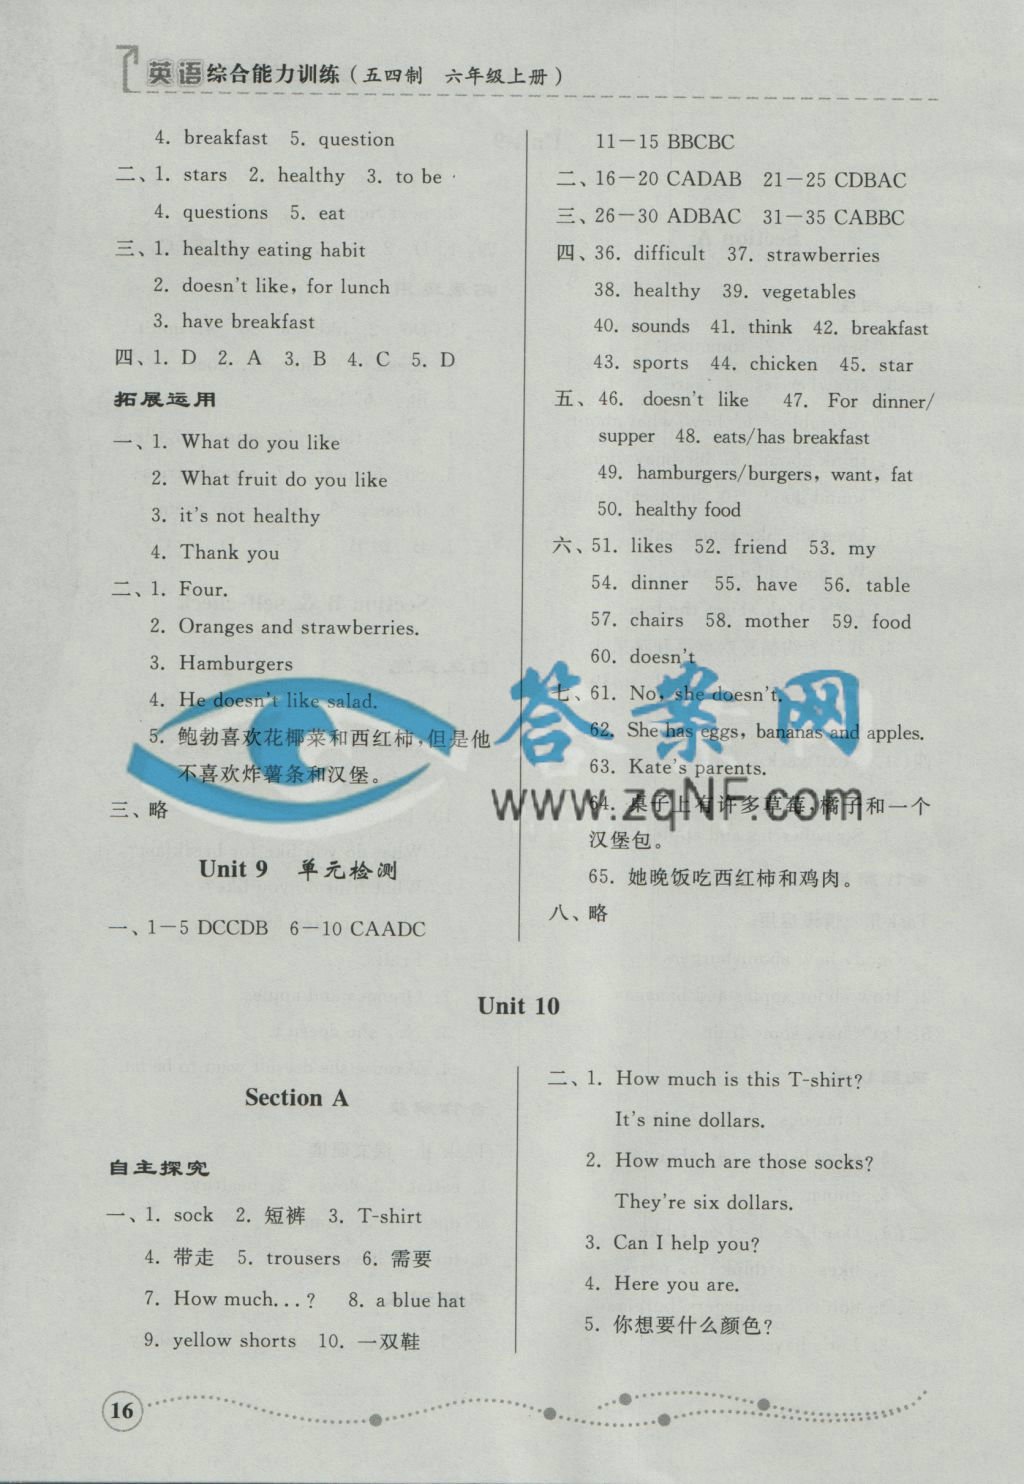 英语综合能力训练(五四制 六年级上册)
4. breakfast 5. question
二、1. stars 2. healthy 3. to be
4. questions 5. eat
三、1. healthy eating habit
2. doesn't like, for lunch
3. have breakfast
四、1. D 2. A 3. B 4. C 5. D
拓展运用
一、1. What do you like
2. What fruit do you like
3. it's not healthy
4. Thank you
二、1. Four.
2. Oranges and strawberries.
3. Hamburgers
4. He doesn't like salad.
5. 鲍勃喜欢花椰菜和西红柿,但是他
不喜欢炸薯条和汉堡。
三、略
Unit 9 单元检测
一、1-5 DCCDB 6-10 CAADC
11-15 BBCBC
二、16-20 CADAB 21-25 CDBAC
三、26-30 ADBAC 31-35 CABBC
四、36. difficult 37. strawberries
38. healthy 39. vegetables
40. sounds 41. think 42. breakfast
43. sports 44. chicken 45. star
五、46. doesn't like 47. For dinner/
supper 48. eats/has breakfast
49. hamburgers/burgers, want, fat
50. healthy food
六、51. likes 52. friend 53. my
54. dinner 55. have 56. table
57. chairs 58. mother 59. food
60. doesn't
七、61. No, she doesn't.
62. She has eggs, bananas and apples.
63. Kate's parents.
64. 桌子上有许多草莓,橘子和一个
汉堡包。
65. 她晚饭吃西红柿和鸡肉。
八、略
答案网
www.zqNF.com
Unit 10
Section A
自主探究
一、1. sock 2. 短裤 3. T-shirt
4. 带走 5. trousers 6. 需要
7. How much...? 8. a blue hat
9. yellow shorts 10. 一双鞋
二、1. How much is this T-shirt?
It's nine dollars.
2. How much are those socks?
They're six dollars.
3. Can I help you?
4. Here you are.
5. 你想要什么颜色?
16